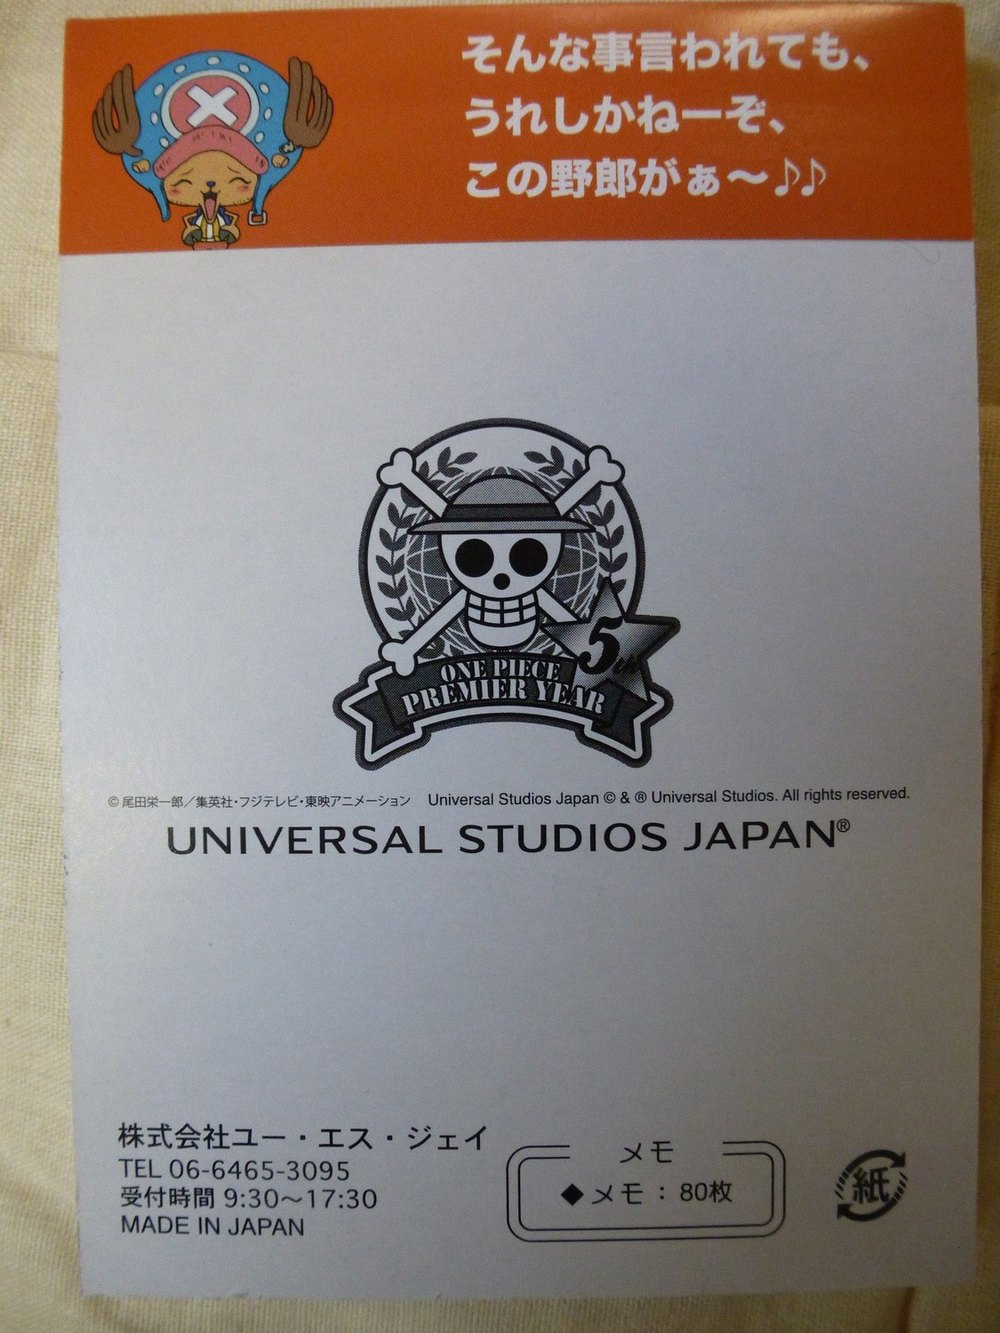 そんな事言われても、
うれしかねーぞ、
この野郎がぁ〜♪♪
5th
ONE PIECE
PREMIER YEAR
© 尾田栄一郎／集英社・フジテレビ・東映アニメーション Universal Studios Japan © & ® Universal Studios. All rights reserved.
UNIVERSAL STUDIOS JAPAN®
株式会社ユー・エス・ジェイ
TEL 06-6465-3095
受付時間 9:30〜17:30
MADE IN JAPAN
メモ
◆メモ：80枚
紙